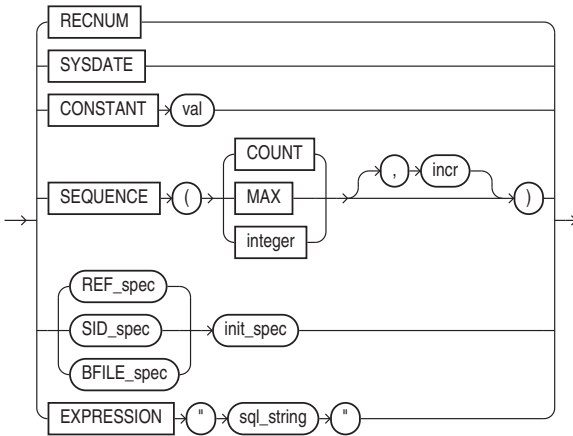 RECNUM
SYSDATE
CONSTANT val
COUNT
SEQUENCE ( MAX , incr )
integer
REF_spec
SID_spec init_spec
BFILE_spec
EXPRESSION " sql_string "